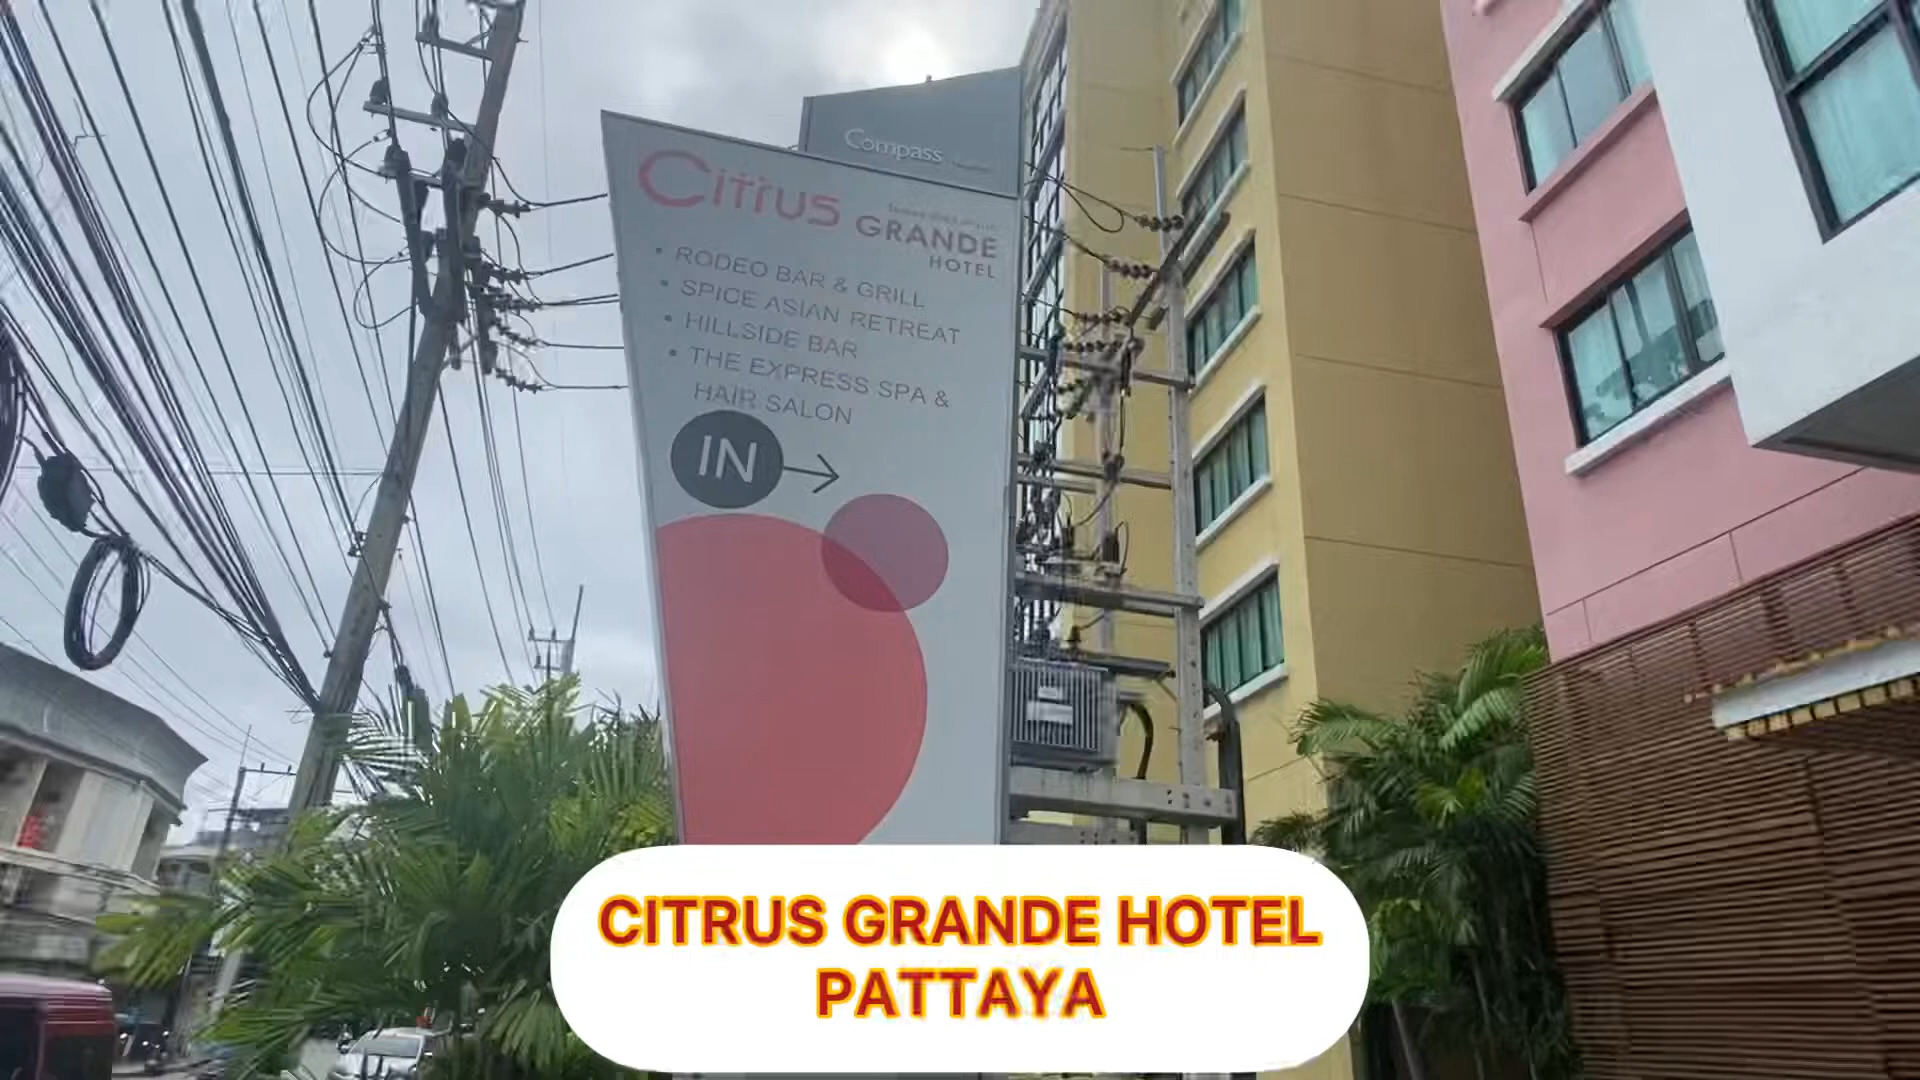 Compass
Citrus
GRANDE
HOTEL
• RODEO BAR & GRILL
• SPICE ASIAN RETREAT
• HILLSIDE BAR
• THE EXPRESS SPA &
HAIR SALON
IN →
CITRUS GRANDE HOTEL
PATTAYA